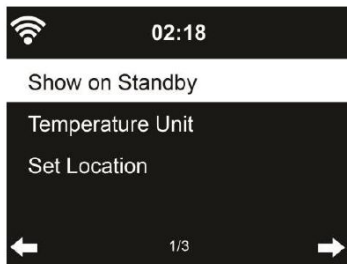 02:18
Show on Standby
Temperature Unit
Set Location
1/3